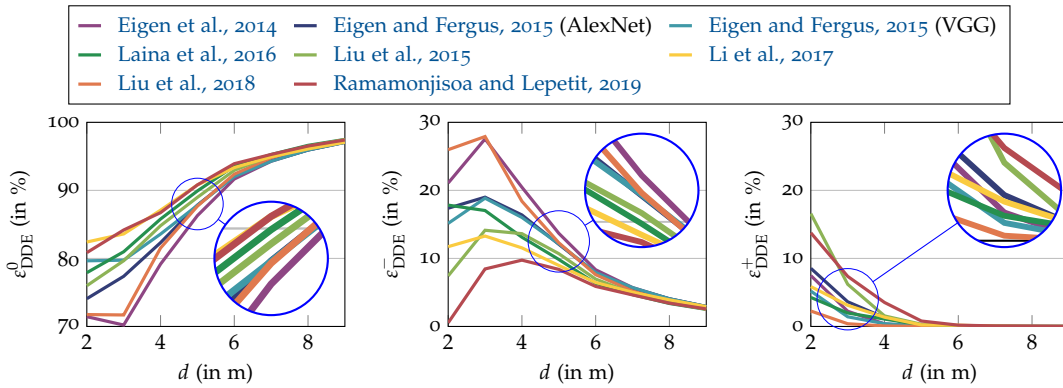 Eigen et al., 2014 Eigen and Fergus, 2015 (AlexNet) Eigen and Fergus, 2015 (VGG)
Laina et al., 2016 Liu et al., 2015 Li et al., 2017
Liu et al., 2018 Ramamonjisoa and Lepetit, 2019
ε⁰DDE (in %)
100
90
80
70
2 4 6 8
d (in m)
ε⁻DDE (in %)
30
20
10
0
2 4 6 8
d (in m)
ε⁺DDE (in %)
30
20
10
0
2 4 6 8
d (in m)